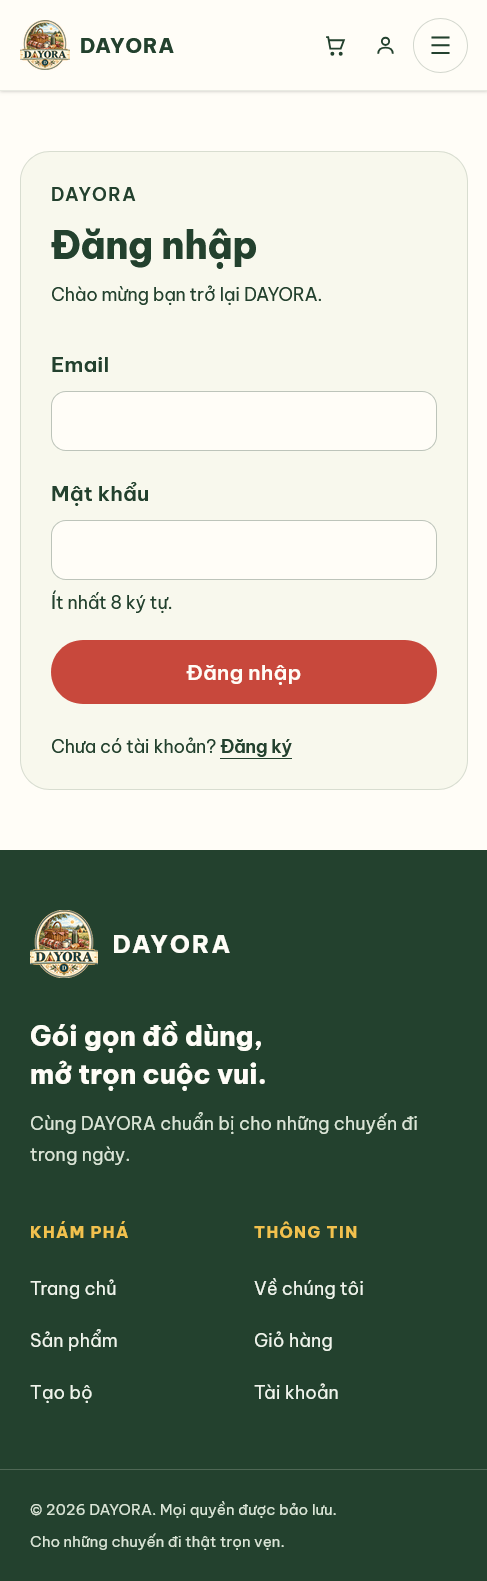 DAYORA
DAYORA
DAYORA
Đăng nhập
Chào mừng bạn trở lại DAYORA.
Email
Mật khẩu
Ít nhất 8 ký tự.
Đăng nhập
Chưa có tài khoản? Đăng ký
DAYORA
DAYORA
Gói gọn đồ dùng,
mở trọn cuộc vui.
Cùng DAYORA chuẩn bị cho những chuyến đi
trong ngày.
KHÁM PHÁ
THÔNG TIN
Trang chủ
Về chúng tôi
Sản phẩm
Giỏ hàng
Tạo bộ
Tài khoản
© 2026 DAYORA. Mọi quyền được bảo lưu.
Cho những chuyến đi thật trọn vẹn.